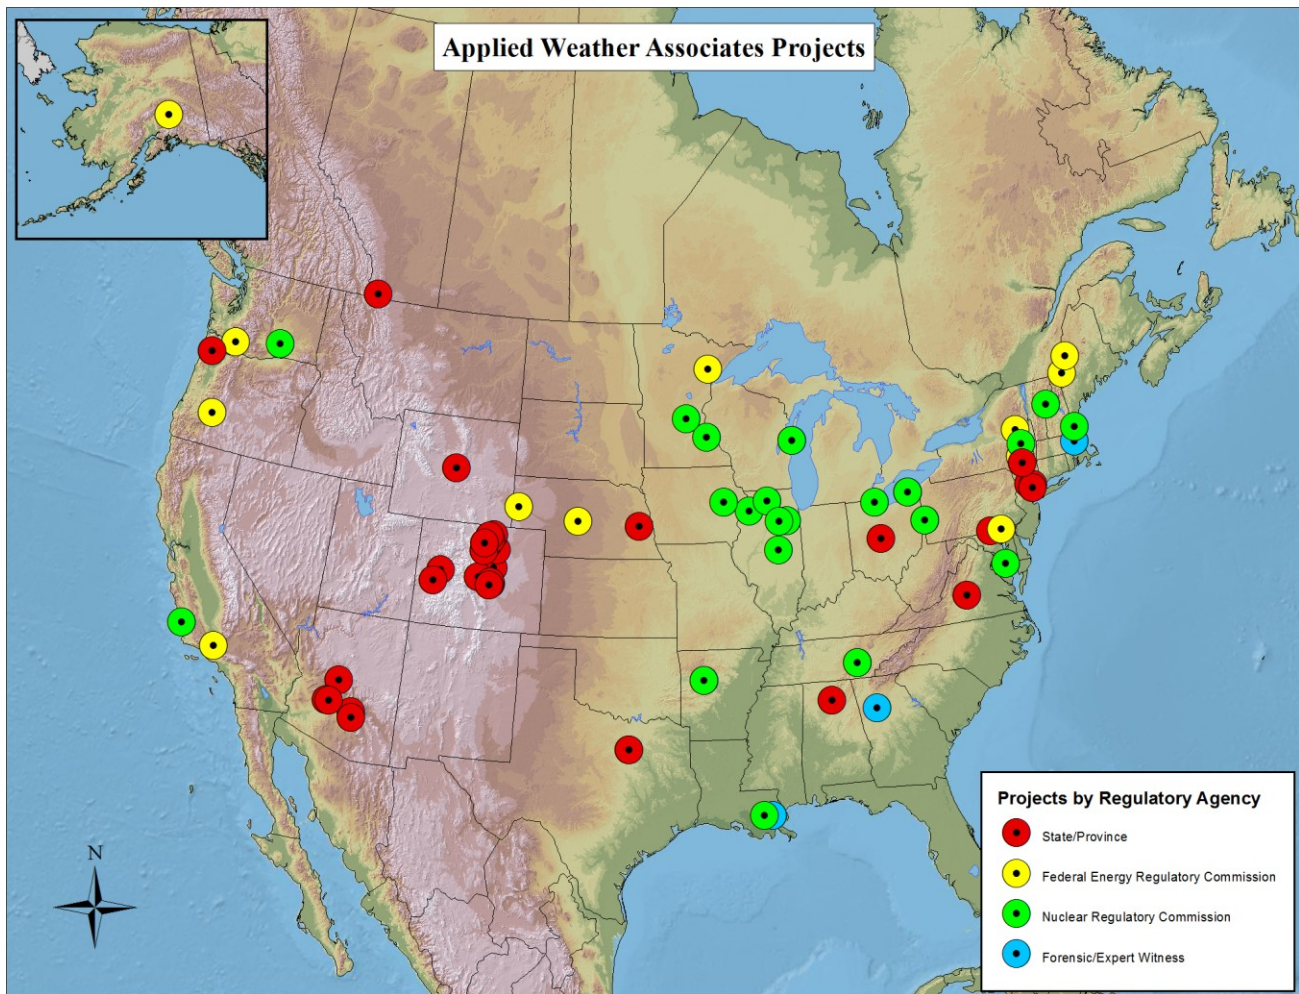 Applied Weather Associates Projects
N
Projects by Regulatory Agency
State/Province
Federal Energy Regulatory Commission
Nuclear Regulatory Commission
Forensic/Expert Witness